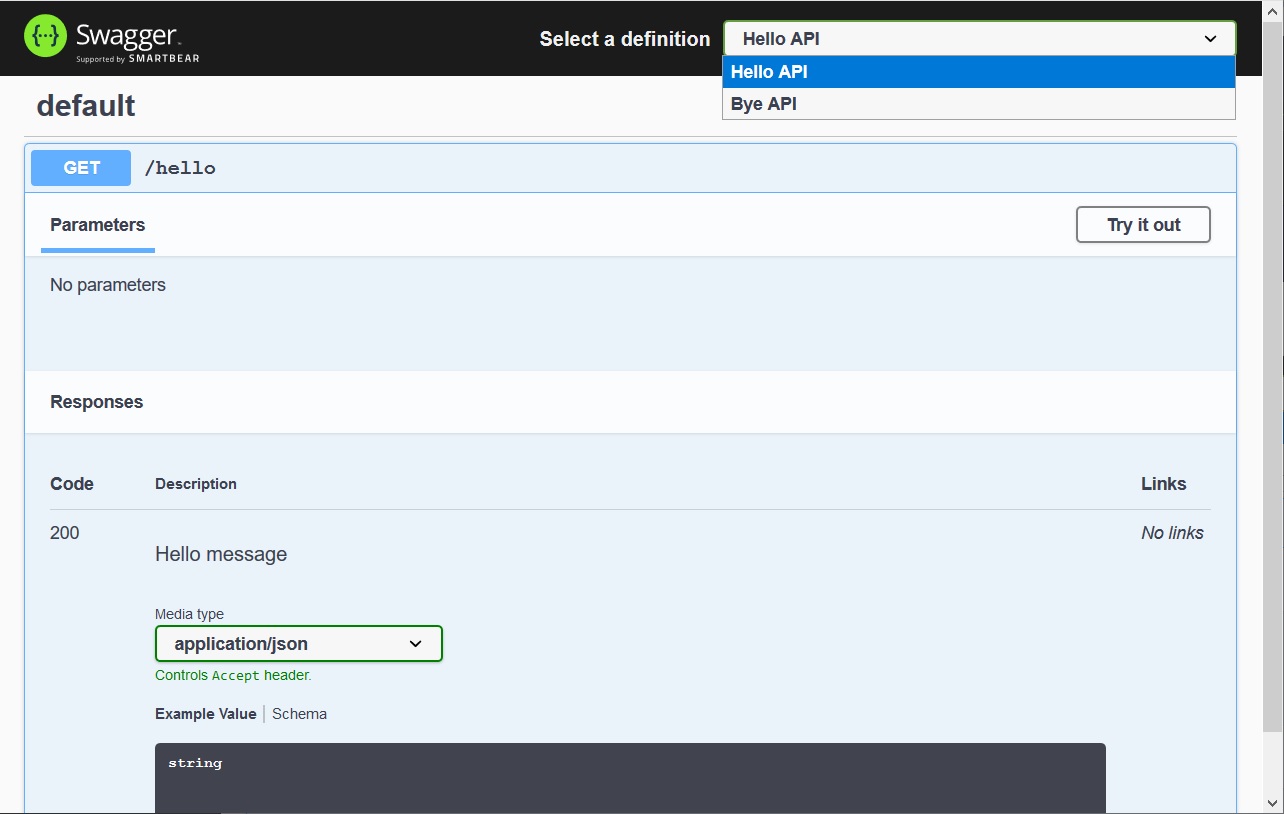 Swagger
Supported by SMARTBEAR
Select a definition
Hello API
Hello API
Bye API
default
GET /hello
Parameters
Try it out
No parameters
Responses
Code Description Links
200 No links
Hello message
Media type
application/json
Controls Accept header.
Example Value | Schema
string